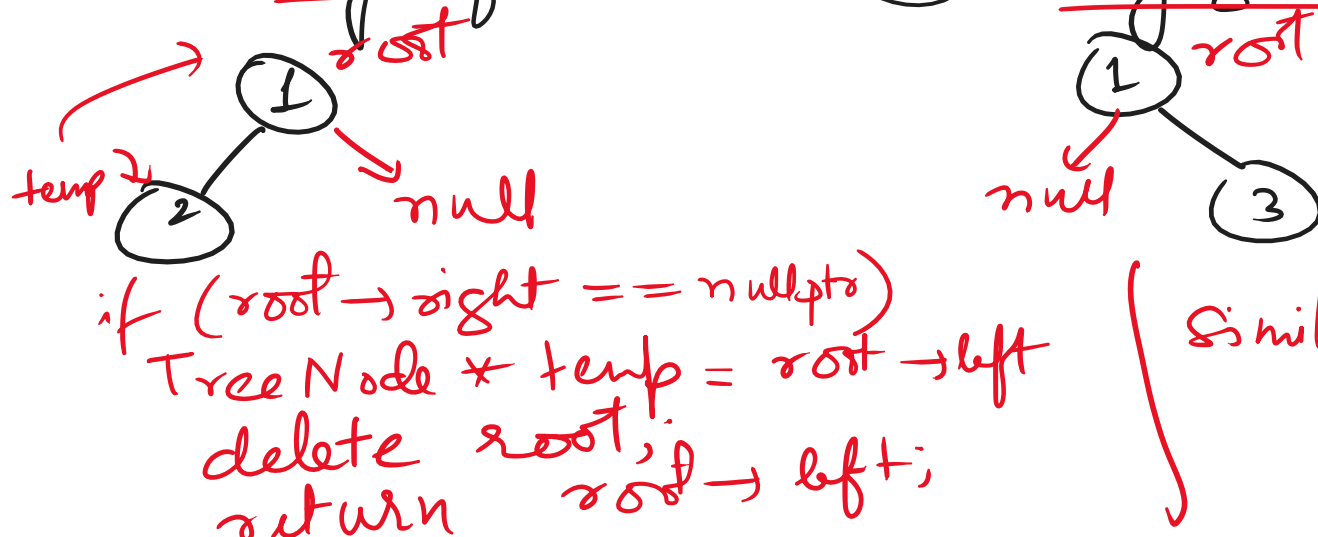 root
1
temp
2
null
if (root → right == nullptr)
TreeNode * temp = root → left
delete root;
return root → left;
root
1
null
3